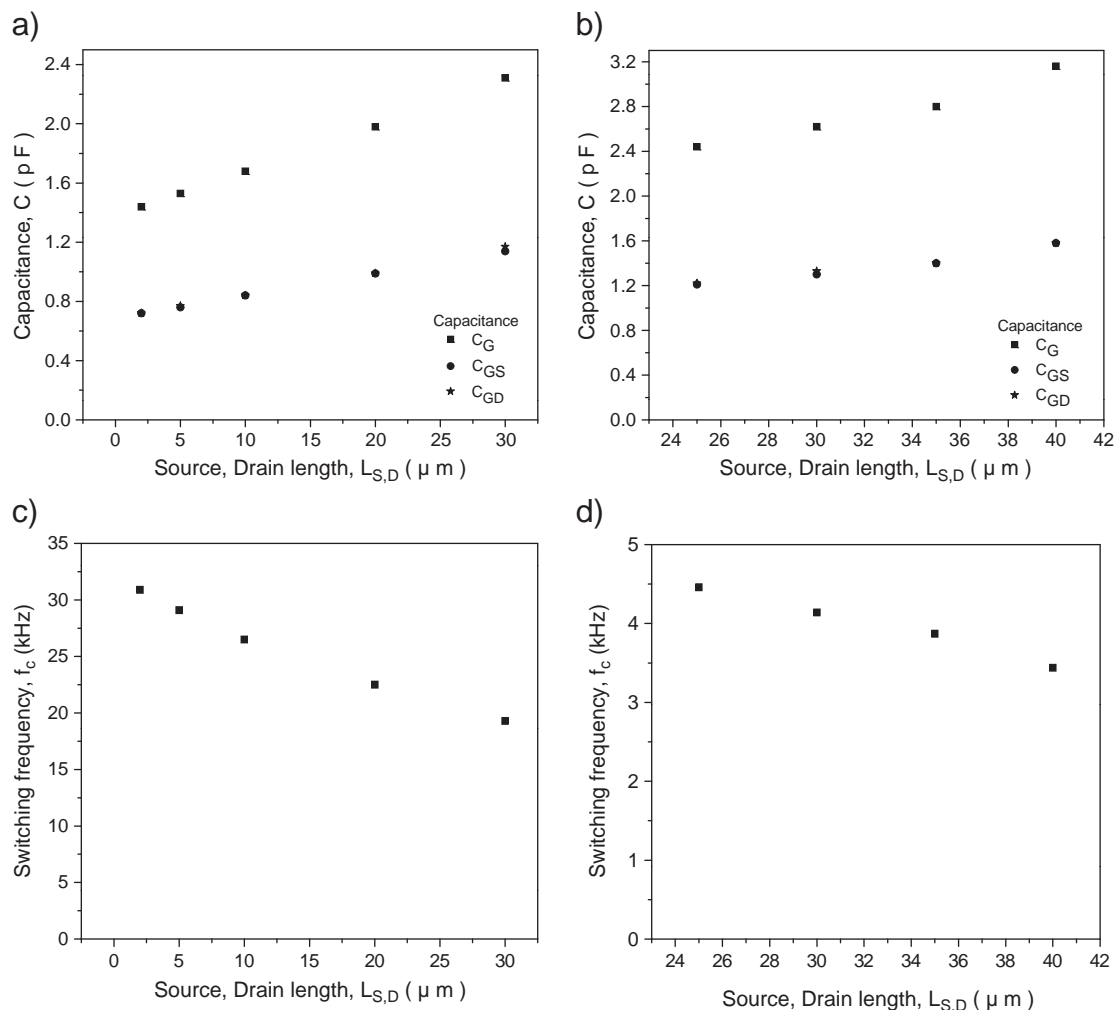 a)
Capacitance, C ( p F )
2.4
2.0
1.6
1.2
0.8
0.4
0.0
Capacitance
C_G
C_GS
C_GD
0 5 10 15 20 25 30
Source, Drain length, L_S,D ( µ m )
b)
Capacitance, C ( p F )
3.2
2.8
2.4
2.0
1.6
1.2
0.8
0.4
0.0
Capacitance
C_G
C_GS
C_GD
24 26 28 30 32 34 36 38 40 42
Source, Drain length, L_S,D ( µ m )
c)
Switching frequency, f_c (kHz)
35
30
25
20
15
10
5
0
0 5 10 15 20 25 30
Source, Drain length, L_S,D ( µ m )
d)
Switching frequency, f_c (kHz)
5
4
3
2
1
0
24 26 28 30 32 34 36 38 40 42
Source, Drain length, L_S,D ( µ m )